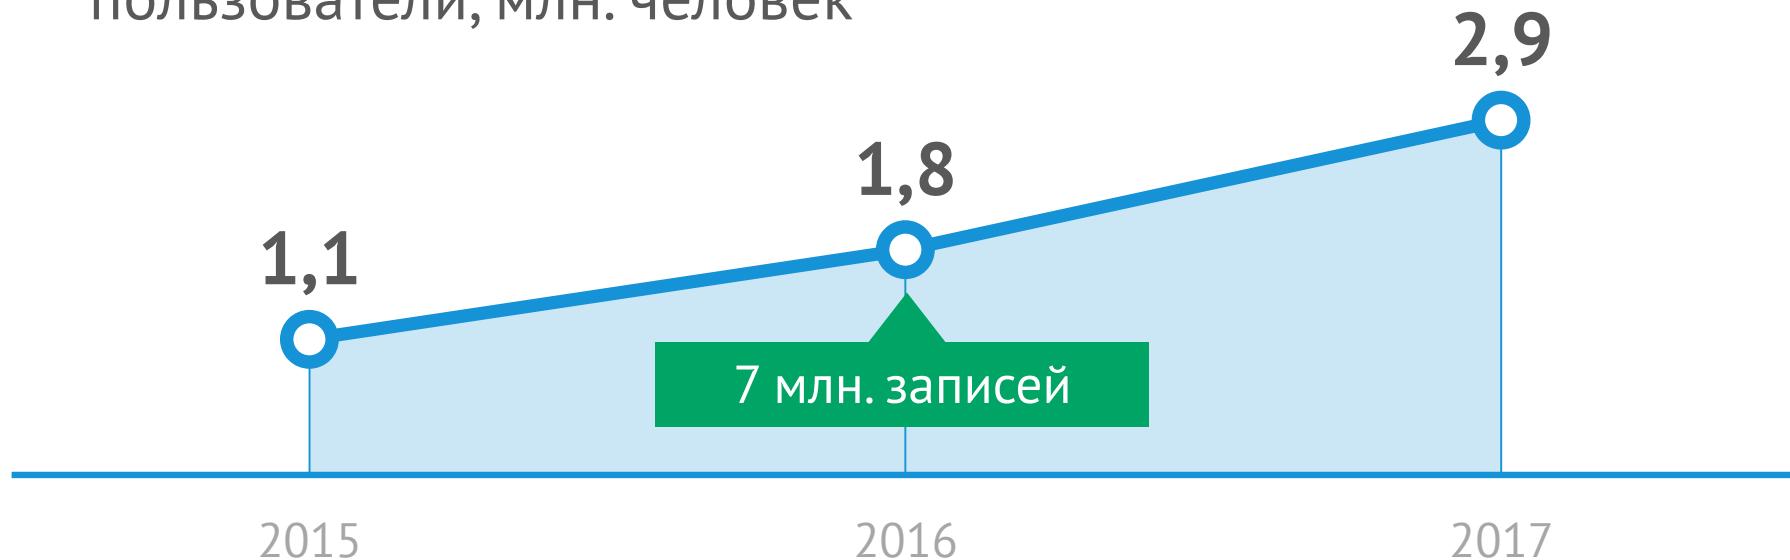 пользователи, млн. человек
2,9
1,8
1,1
7 млн. записей
2015 2016 2017